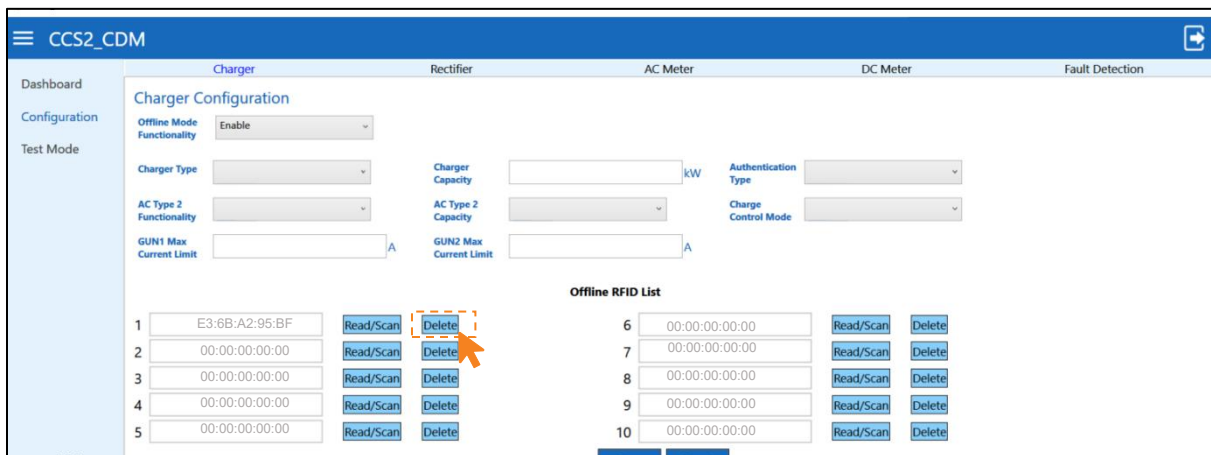 CCS2_CDM
Charger Rectifier AC Meter DC Meter Fault Detection
Dashboard
Configuration
Test Mode
Charger Configuration
Offline Mode
Functionality
Enable
Charger Type
Charger
Capacity
kW
Authentication
Type
AC Type 2
Functionality
AC Type 2
Capacity
Charge
Control Mode
GUN1 Max
Current Limit
A
GUN2 Max
Current Limit
A
Offline RFID List
1 E3:6B:A2:95:BF Read/Scan Delete
2 00:00:00:00:00 Read/Scan Delete
3 00:00:00:00:00 Read/Scan Delete
4 00:00:00:00:00 Read/Scan Delete
5 00:00:00:00:00 Read/Scan Delete
6 00:00:00:00:00 Read/Scan Delete
7 00:00:00:00:00 Read/Scan Delete
8 00:00:00:00:00 Read/Scan Delete
9 00:00:00:00:00 Read/Scan Delete
10 00:00:00:00:00 Read/Scan Delete